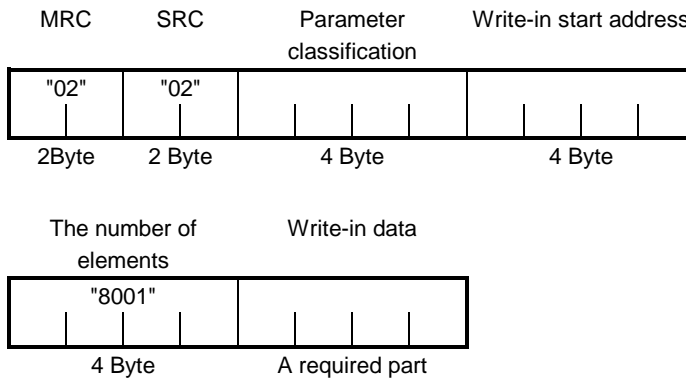 MRC SRC Parameter Write-in start address
classification
"02" "02"
2Byte 2 Byte 4 Byte 4 Byte
The number of Write-in data
elements
"8001"
4 Byte A required part